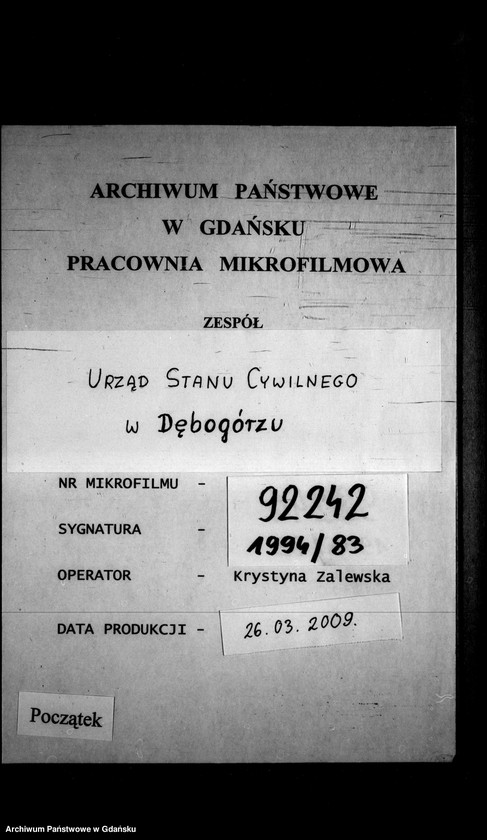 ARCHIWUM PAŃSTWOWE
W GDAŃSKU
PRACOWNIA MIKROFILMOWA
ZESPÓŁ
URZĄD STANU CYWILNEGO
w Dębogórzu
NR MIKROFILMU - 92242
SYGNATURA - 1994/83
OPERATOR - Krystyna Zalewska
DATA PRODUKCJI - 26.03.2009.
Początek
Archiwum Państwowe w Gdańsku